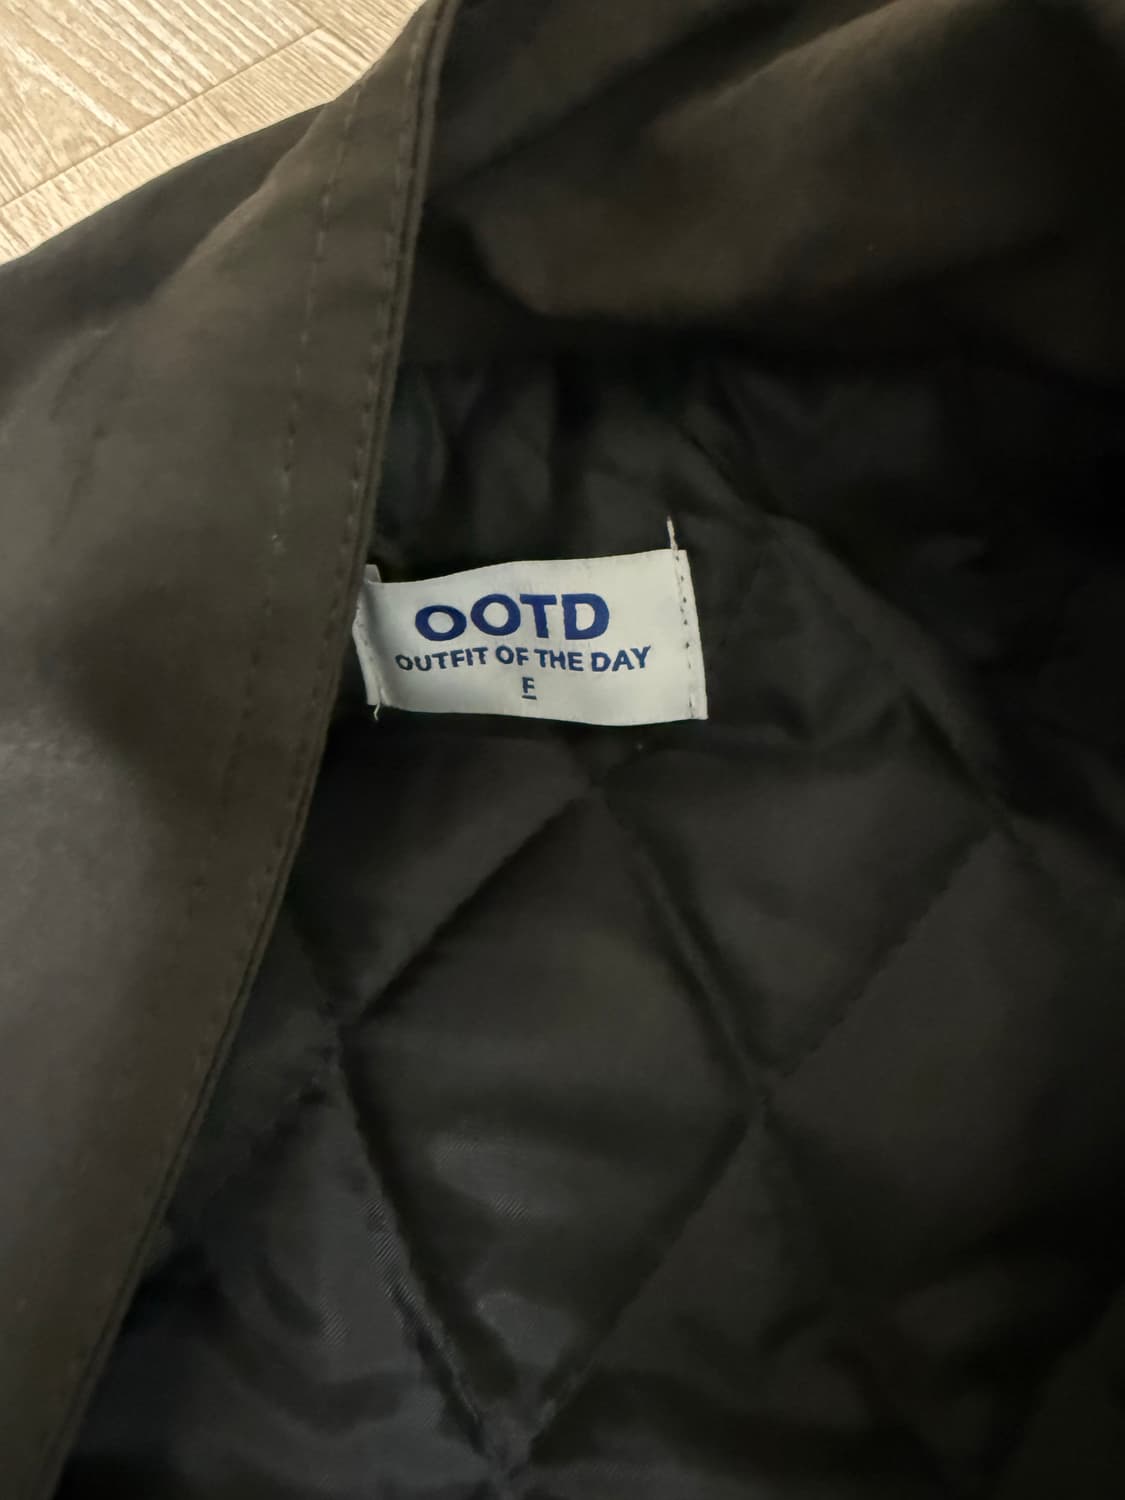 OOTD
OUTFIT OF THE DAY
F